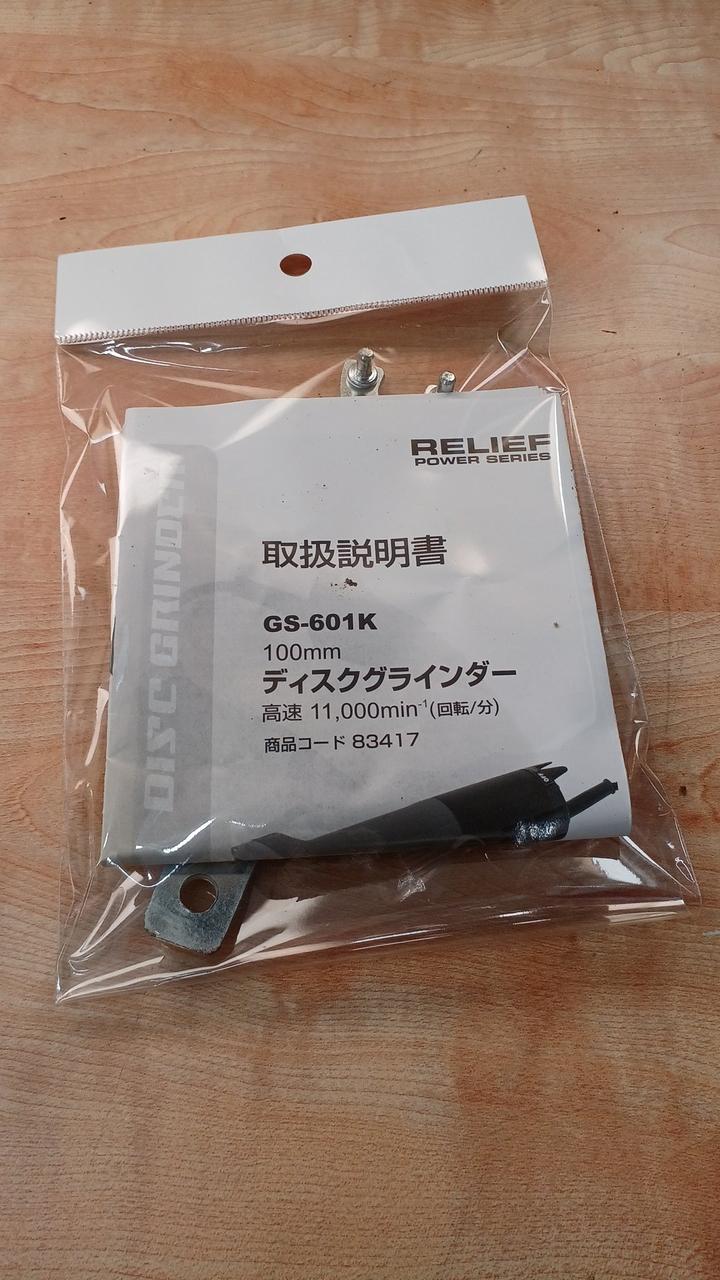 RELIEF
POWER SERIES
DISC GRINDER
取扱説明書
GS-601K
100mm
ディスクグラインダー
高速 11,000min⁻¹(回転/分)
商品コード 83417
OFF